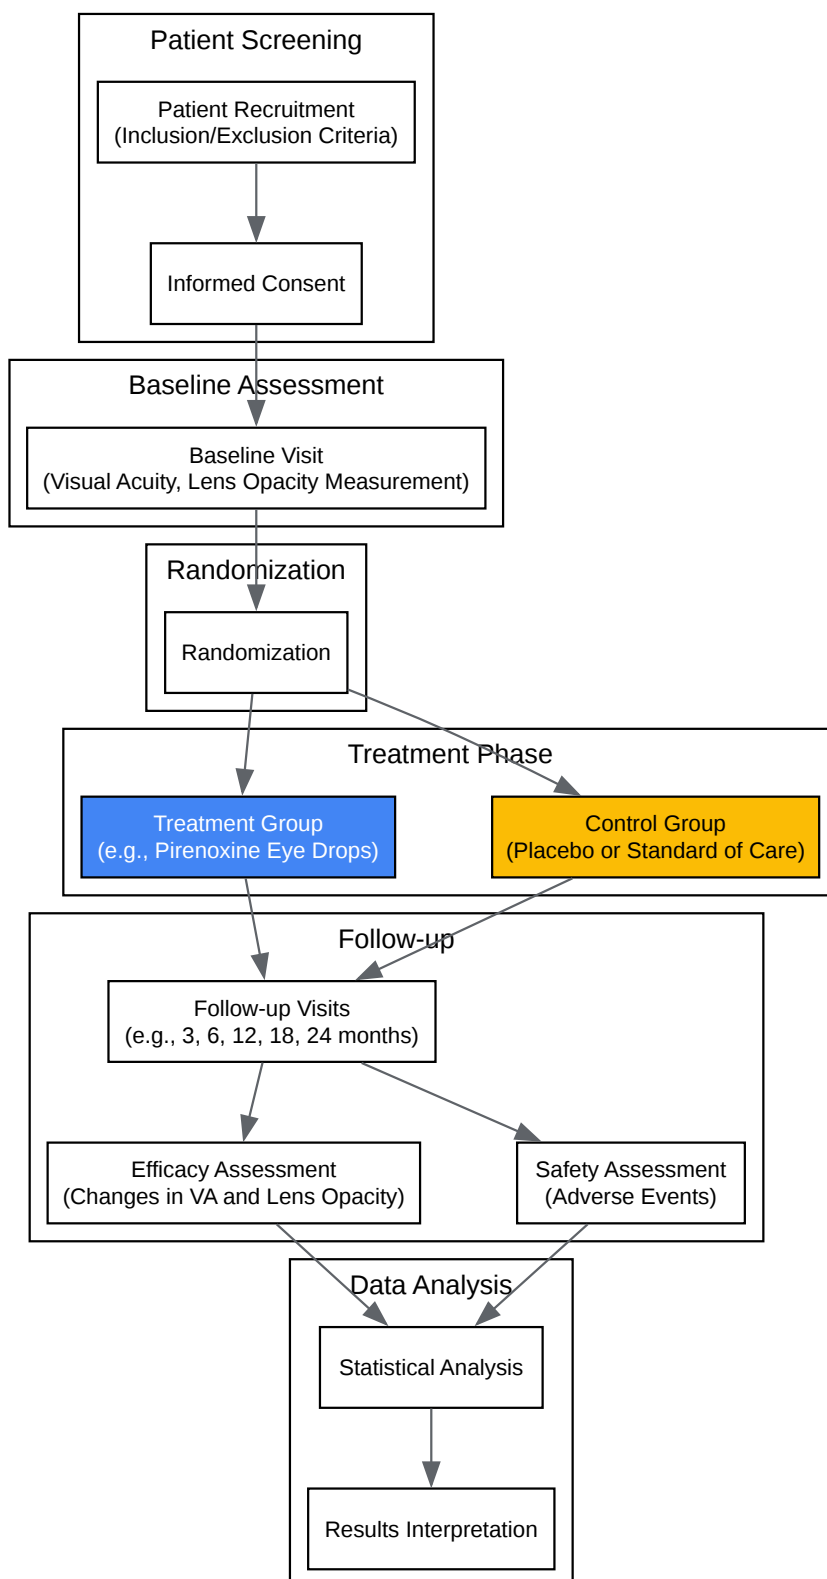 Patient Screening
Patient Recruitment
(Inclusion/Exclusion Criteria)
Informed Consent
Baseline Assessment
Baseline Visit
(Visual Acuity, Lens Opacity Measurement)
Randomization
Randomization
Treatment Phase
Treatment Group
(e.g., Pirenoxine Eye Drops)
Control Group
(Placebo or Standard of Care)
Follow-up
Follow-up Visits
(e.g., 3, 6, 12, 18, 24 months)
Efficacy Assessment
(Changes in VA and Lens Opacity)
Safety Assessment
(Adverse Events)
Data Analysis
Statistical Analysis
Results Interpretation